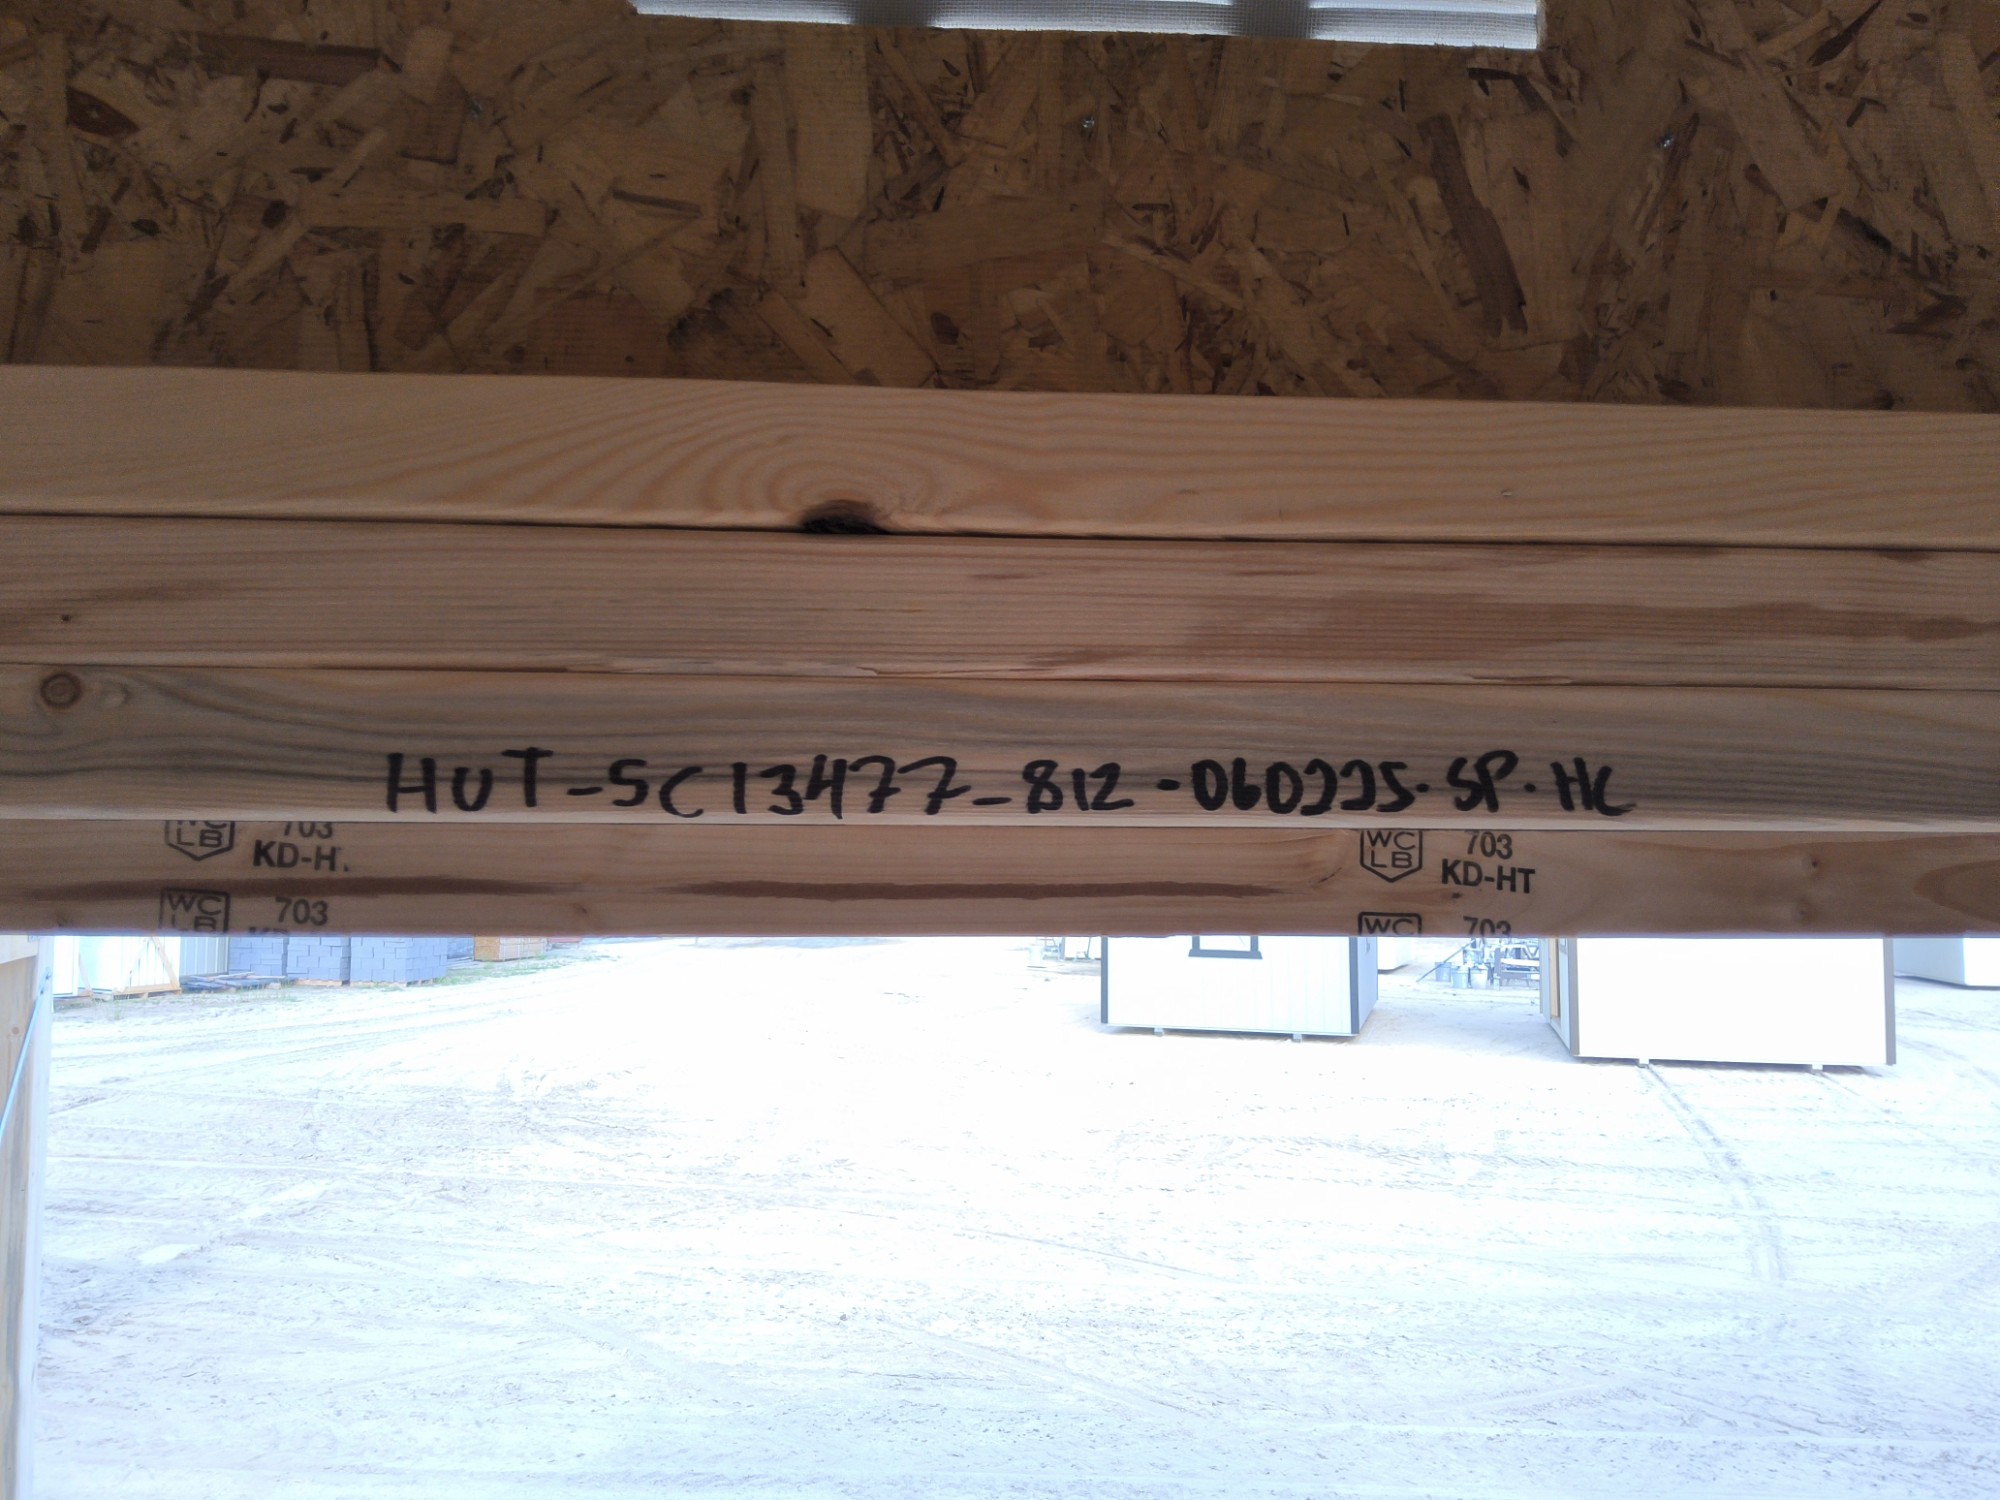 HUT-SC13477-812-060225-SP-HC
WC LB 703 KD-H.
WC LB 703 KD-HT
WC LB 703
WC 703